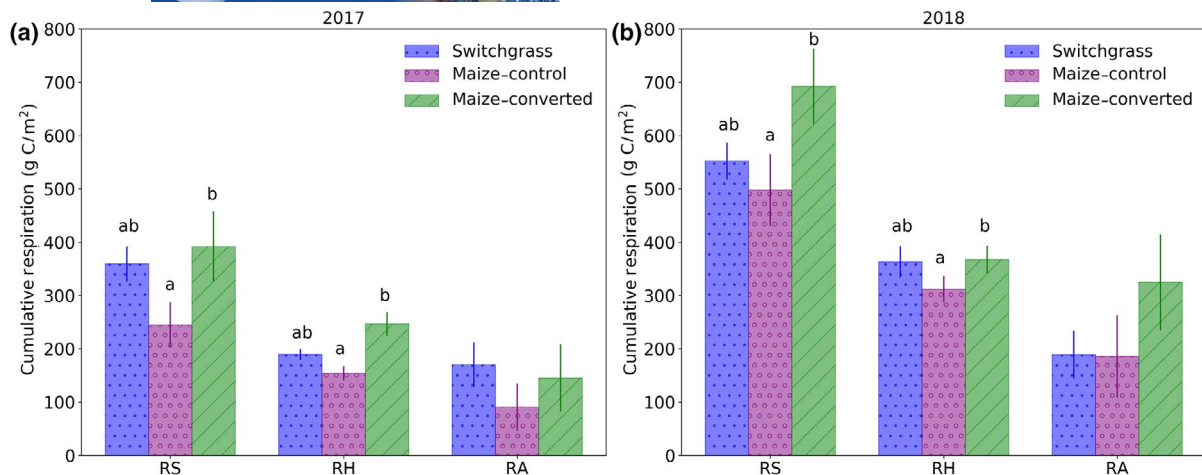 2017
(a)
800
700
600
500
400
300
200
100
0
Cumulative respiration (g C/m²)
Switchgrass
Maize–control
Maize–converted
ab
a
b
ab
a
b
RS
RH
RA
2018
(b)
800
700
600
500
400
300
200
100
0
Cumulative respiration (g C/m²)
Switchgrass
Maize–control
Maize–converted
ab
a
b
ab
a
b
RS
RH
RA